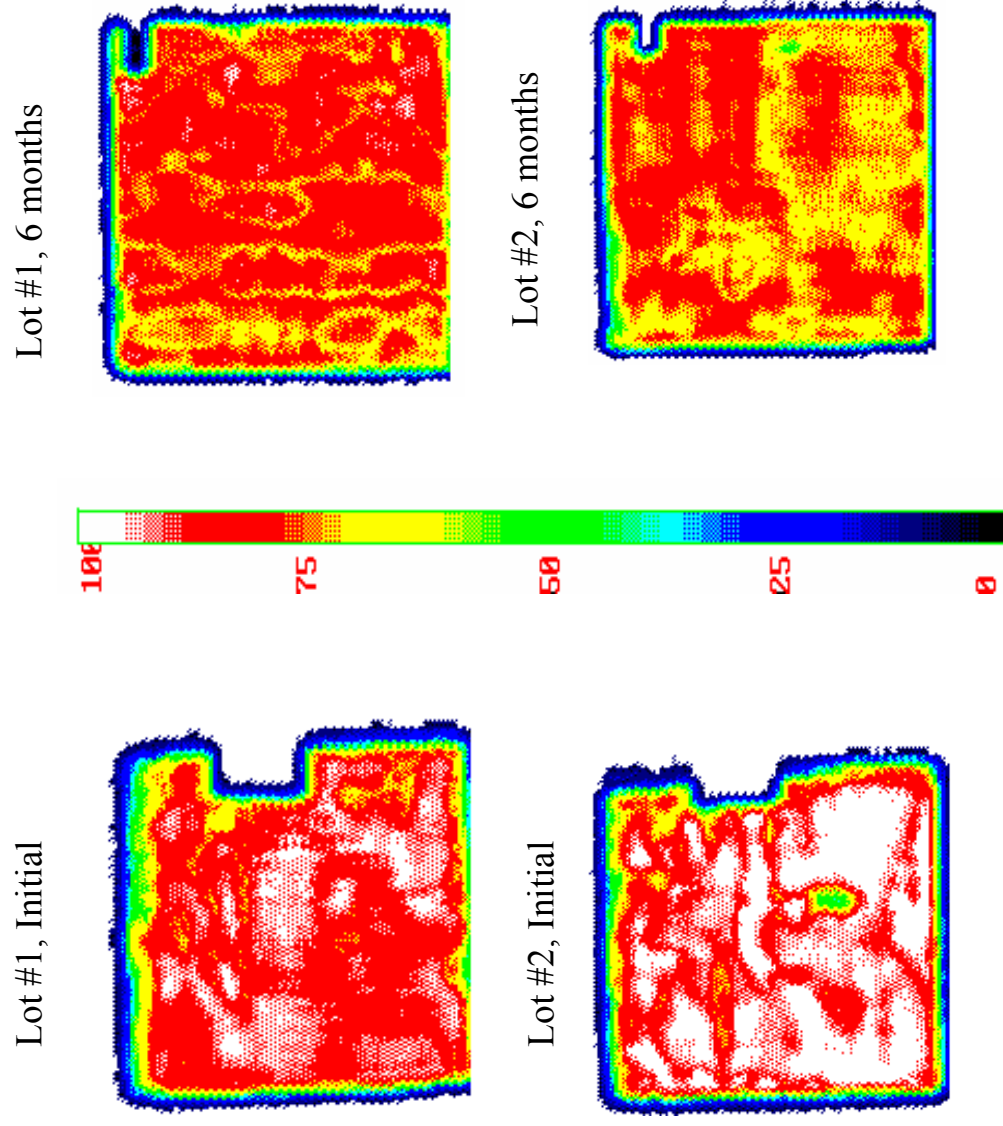 Lot #1, Initial
Lot #1, 6 months
100
75
50
25
0
Lot #2, Initial
Lot #2, 6 months